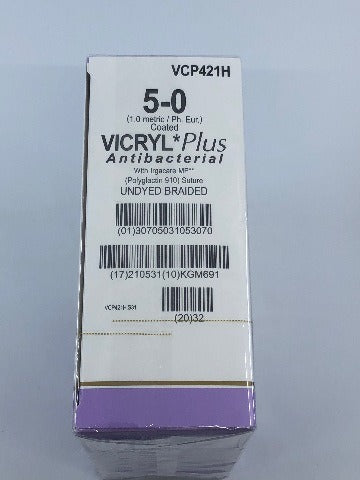 VCP421H
5-0
(1.0 metric / Ph. Eur.)
Coated
VICRYL*Plus
Antibacterial
With Irgacare MP**
(Polyglactin 910) Suture
UNDYED BRAIDED
(01)30705031053070
(17)210531(10)KGM691
VCP421H
(20)32